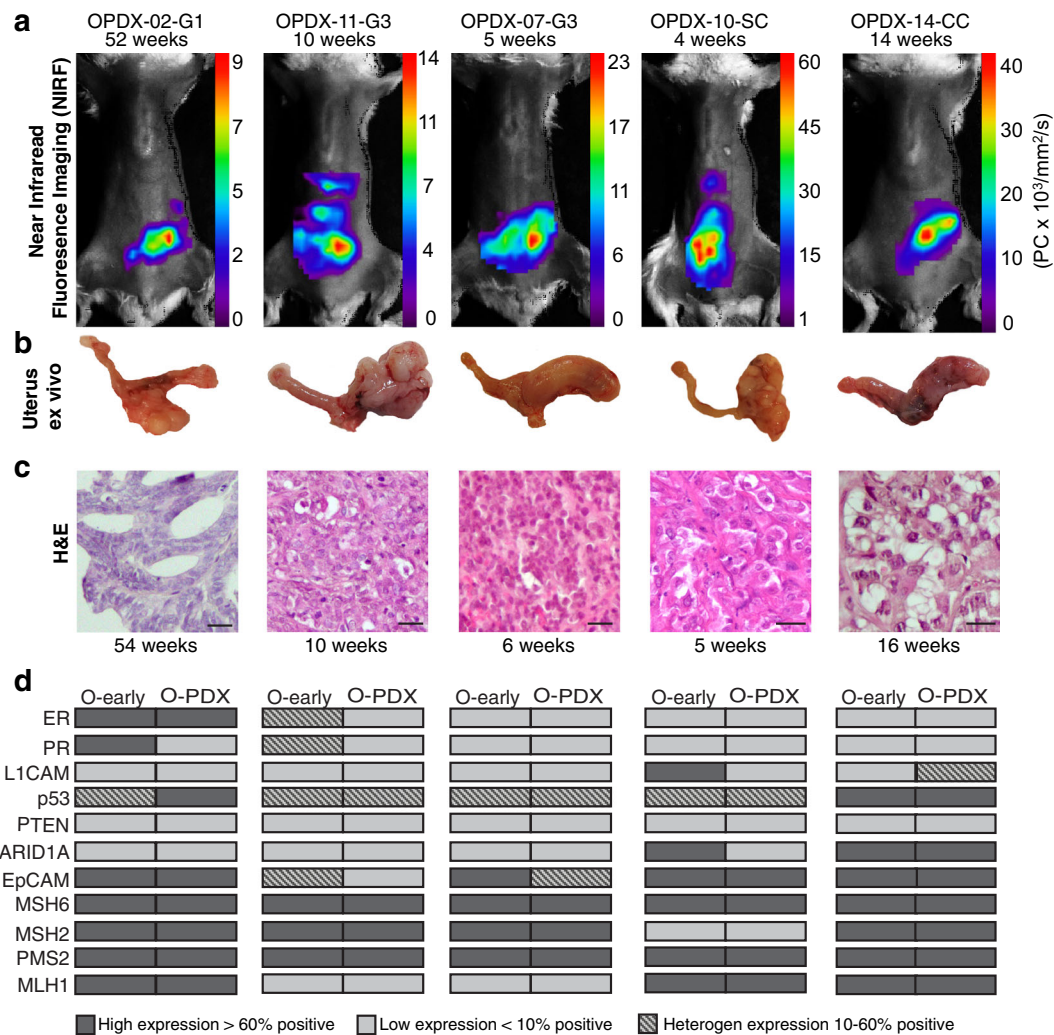 a
OPDX-02-G1 OPDX-11-G3 OPDX-07-G3 OPDX-10-SC OPDX-14-CC
52 weeks 10 weeks 5 weeks 4 weeks 14 weeks
Near Infraread
Fluorescence Imaging (NIRF)
9 7 5 2 0
14 11 7 4 0
23 17 11 6 0
60 45 30 15 1
40 30 20 10 0
(PC x 10³/mm²/s)
b
Uterus
ex vivo
c
H&E
54 weeks 10 weeks 6 weeks 5 weeks 16 weeks
d
O-early O-PDX O-early O-PDX O-early O-PDX O-early O-PDX O-early O-PDX
ER
PR
L1CAM
p53
PTEN
ARID1A
EpCAM
MSH6
MSH2
PMS2
MLH1
High expression > 60% positive Low expression < 10% positive Heterogen expression 10-60% positive